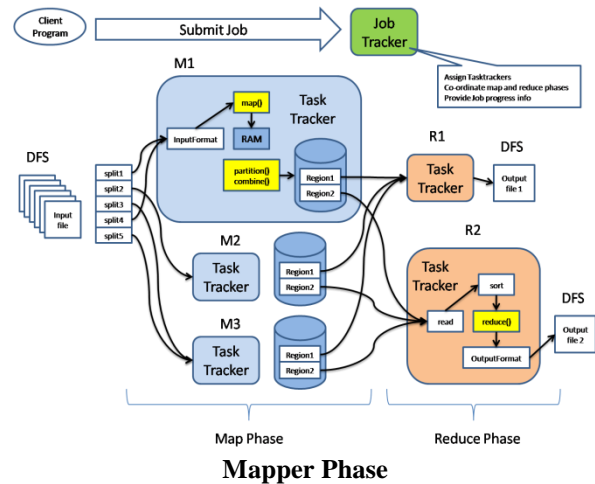 Client
Program
Submit Job
Job
Tracker
Assign Tasktrackers
Co-ordinate map and reduce phases
Provide Job progress info
M1
map()
Task
Tracker
InputFormat
RAM
partition()
combine()
Region1
Region2
DFS
Input
file
split1
split2
split3
split4
split5
M2
Task
Tracker
Region1
Region2
M3
Task
Tracker
Region1
Region2
R1
Task
Tracker
DFS
Output
file 1
R2
Task
Tracker
sort
read
reduce()
OutputFormat
DFS
Output
file 2
Map Phase
Reduce Phase
Mapper Phase